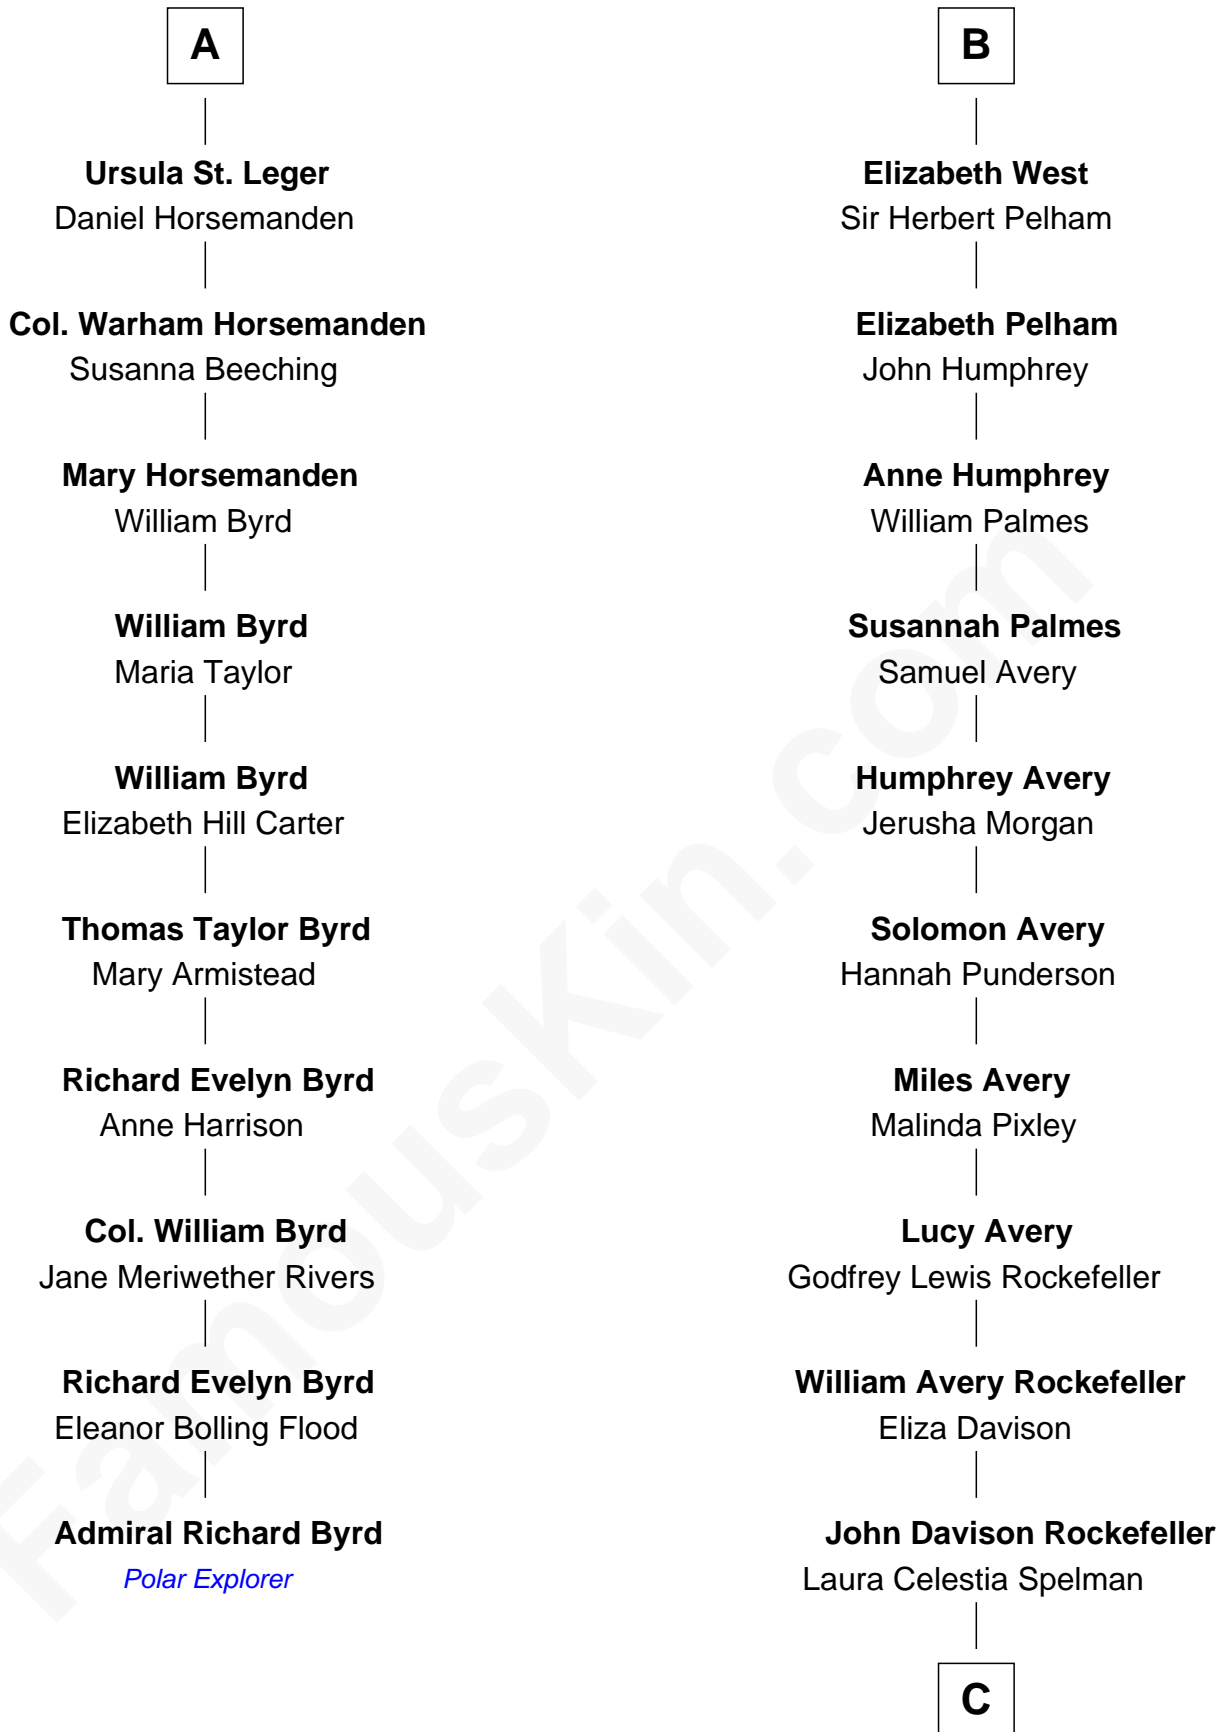 A
Ursula St. Leger
Daniel Horsemanden
Col. Warham Horsemanden
Susanna Beeching
Mary Horsemanden
William Byrd
William Byrd
Maria Taylor
William Byrd
Elizabeth Hill Carter
Thomas Taylor Byrd
Mary Armistead
Richard Evelyn Byrd
Anne Harrison
Col. William Byrd
Jane Meriwether Rivers
Richard Evelyn Byrd
Eleanor Bolling Flood
Admiral Richard Byrd
Polar Explorer
B
Elizabeth West
Sir Herbert Pelham
Elizabeth Pelham
John Humphrey
Anne Humphrey
William Palmes
Susannah Palmes
Samuel Avery
Humphrey Avery
Jerusha Morgan
Solomon Avery
Hannah Punderson
Miles Avery
Malinda Pixley
Lucy Avery
Godfrey Lewis Rockefeller
William Avery Rockefeller
Eliza Davison
John Davison Rockefeller
Laura Celestia Spelman
C
FamousKin.com